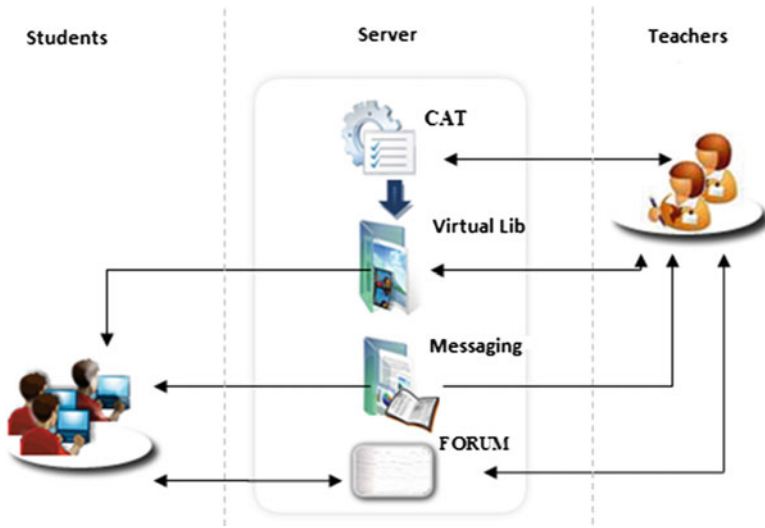 Students
Server
Teachers
CAT
Virtual Lib
Messaging
FORUM